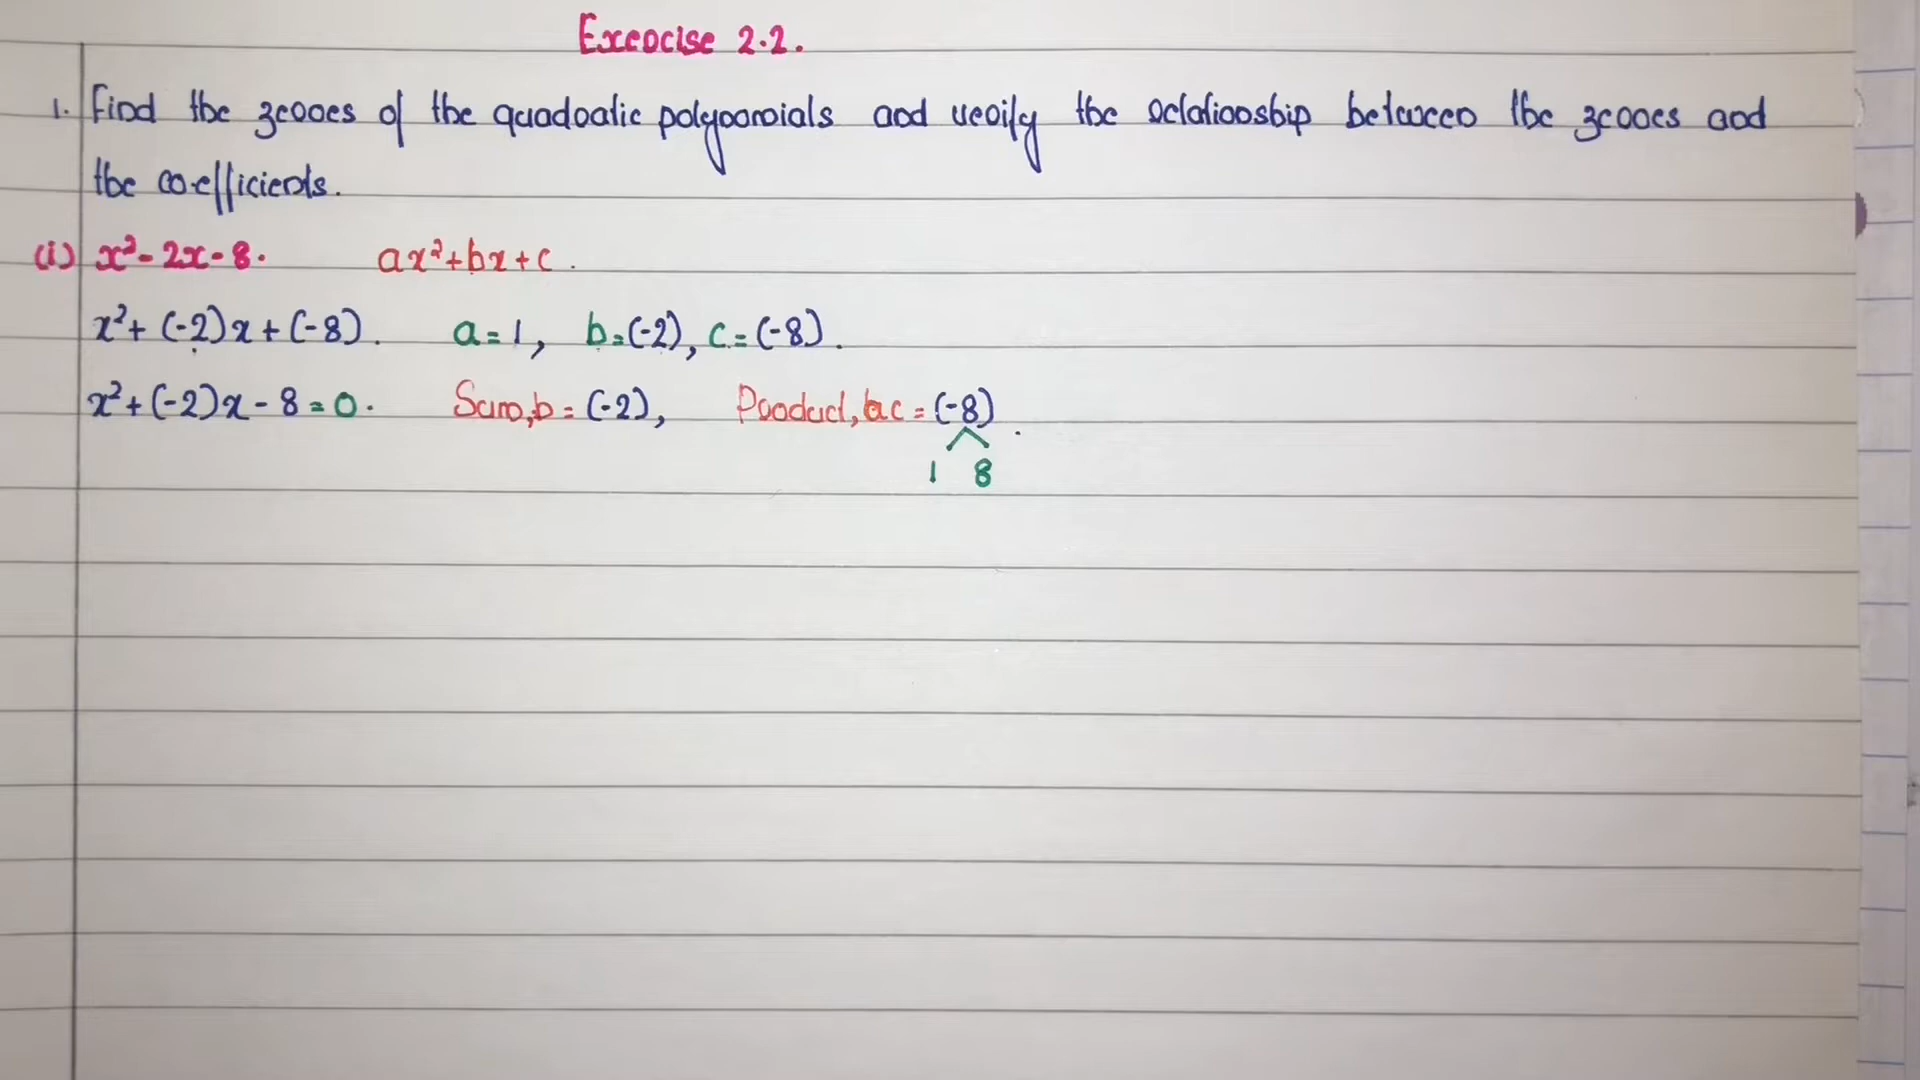 Exercise 2.2.
1. Find the zeroes of the quadratic polynomials and verify the relationship between the zeroes and
the co-efficients.
(i) x²-2x-8. ax²+bx+c.
x²+(-2)x+(-8). a=1, b=(-2), c=(-8).
x²+(-2)x-8=0. Sum,b=(-2), Product, ac=(-8).
1 8